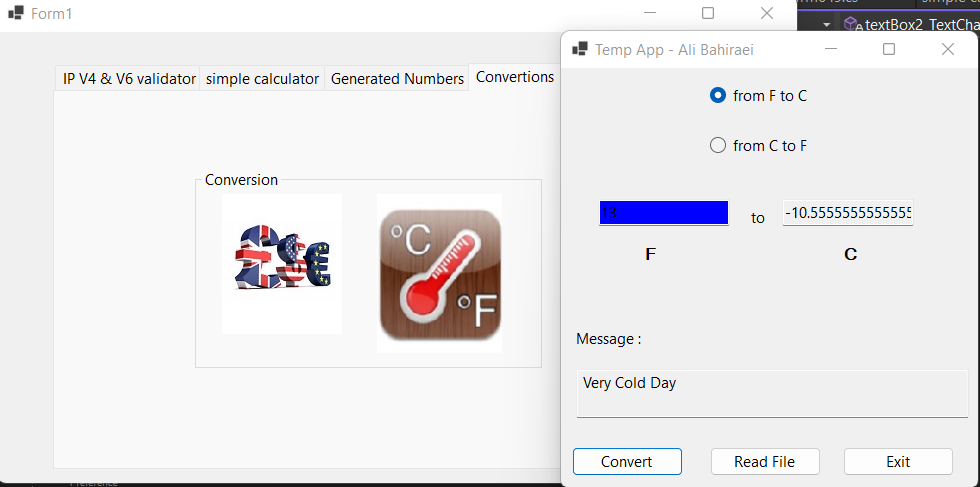 Form1
IP V4 & V6 validator
simple calculator
Generated Numbers
Convertions
Conversion
°C
°F
textBox2_TextCha
Temp App - Ali Bahiraei
from F to C
from C to F
13 to -10.5555555555555
F C
Message :
Very Cold Day
Convert Read File Exit